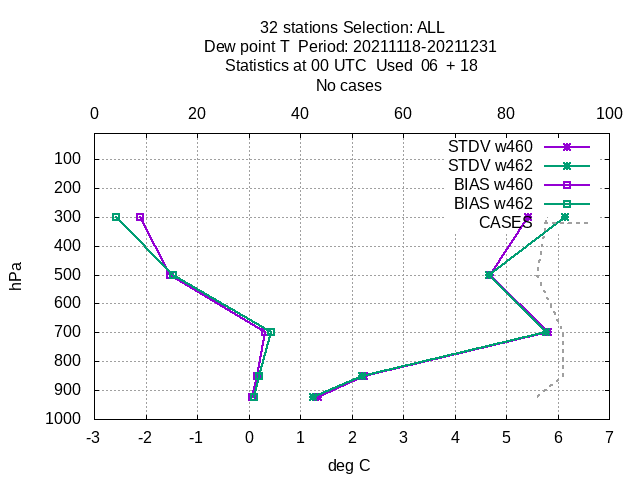 32 stations Selection: ALL
Dew point T  Period: 20211118-20211231
Statistics at 00 UTC  Used  06  + 18
No cases
0 20 40 60 80 100
STDV w460
STDV w462
BIAS w460
BIAS w462
CASES
100
200
300
400
500
600
700
800
900
1000
hPa
-3 -2 -1 0 1 2 3 4 5 6 7
deg C